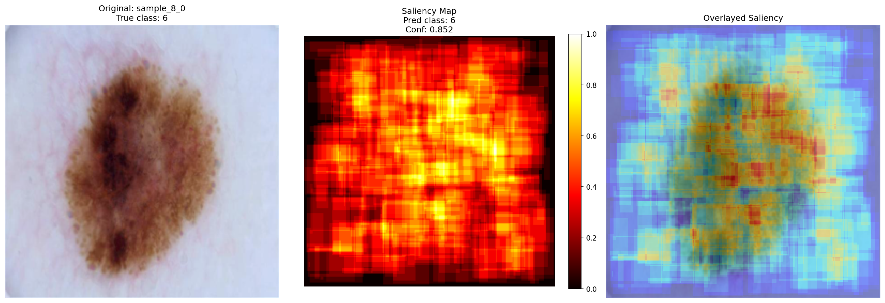 Original: sample_8_0
True class: 6
Saliency Map
Pred class: 6
Conf: 0.852
1.0
0.8
0.6
0.4
0.2
0.0
Overlayed Saliency